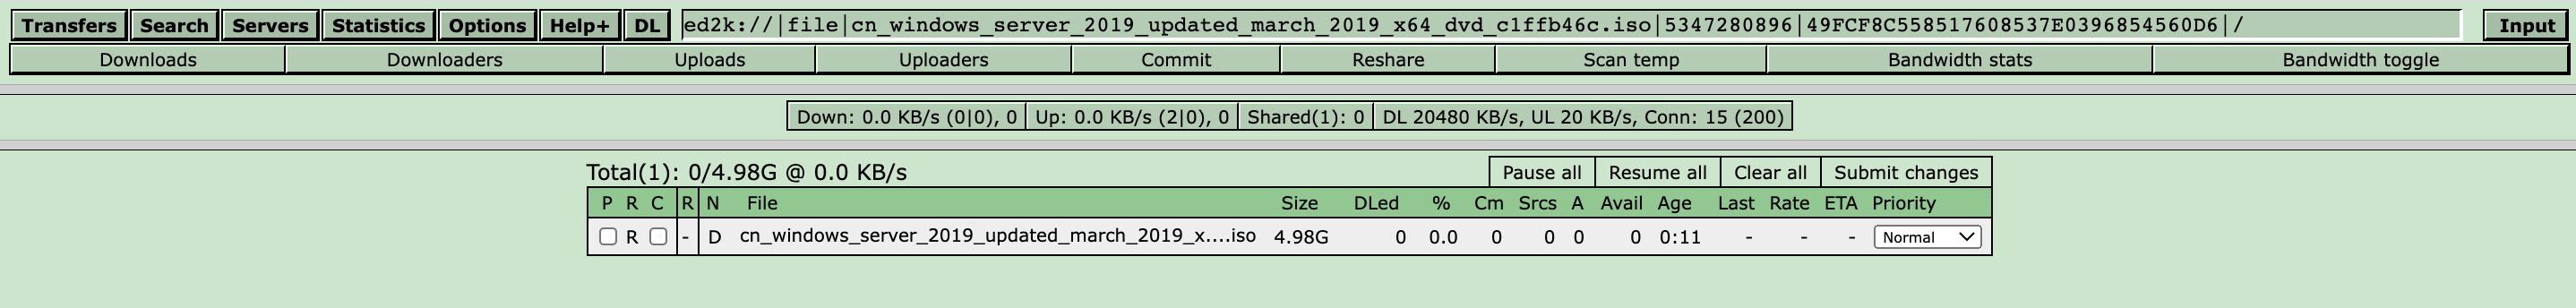 Transfers Search Servers Statistics Options Help+ DL ed2k://|file|cn_windows_server_2019_updated_march_2019_x64_dvd_c1ffb46c.iso|5347280896|49FCF8C558517608537E0396854560D6|/ Input
Downloads Downloaders Uploads Uploaders Commit Reshare Scan temp Bandwidth stats Bandwidth toggle
Down: 0.0 KB/s (0|0), 0 Up: 0.0 KB/s (2|0), 0 Shared(1): 0 DL 20480 KB/s, UL 20 KB/s, Conn: 15 (200)
Total(1): 0/4.98G @ 0.0 KB/s Pause all Resume all Clear all Submit changes
P R C R N File Size DLed % Cm Srcs A Avail Age Last Rate ETA Priority
R - D cn_windows_server_2019_updated_march_2019_x....iso 4.98G 0 0.0 0 0 0 0 0:11 - - - Normal